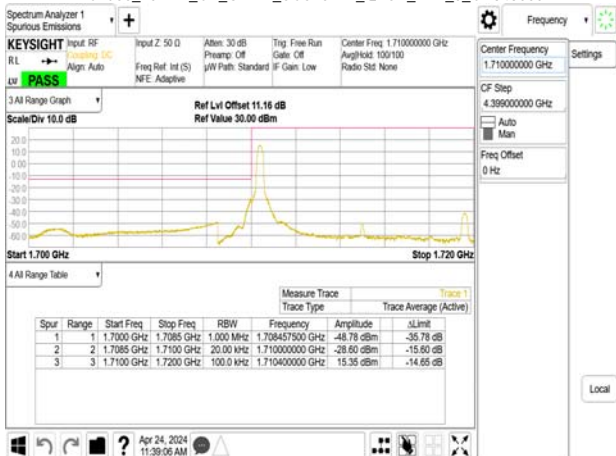 Spectrum Analyzer 1
Spurious Emissions
Frequency
KEYSIGHT Input: RF Input Z: 50 Ω Atten: 30 dB Trig: Free Run Center Freq: 1.710000000 GHz
RL Coupling: DC Preamp: Off Gate: Off Avg|Hold: 100/100
Align: Auto Freq Ref: Int (S) µW Path: Standard IF Gain: Low Radio Std: None
LV PASS NFE: Adaptive
3 All Range Graph
Ref Lvl Offset 11.16 dB
Scale/Div 10.0 dB Ref Value 30.00 dBm
20.0
10.0
0.00
-10.0
-20.0
-30.0
-40.0
-50.0
-60.0
Start 1.700 GHz Stop 1.720 GHz
4 All Range Table
Measure Trace Trace 1
Trace Type Trace Average (Active)
Spur Range Start Freq Stop Freq RBW Frequency Amplitude ΔLimit
1 1 1.7000 GHz 1.7085 GHz 1.000 MHz 1.708457500 GHz -48.78 dBm -35.78 dB
2 2 1.7085 GHz 1.7100 GHz 20.00 kHz 1.710000000 GHz -28.60 dBm -15.60 dB
3 3 1.7100 GHz 1.7200 GHz 100.0 kHz 1.710400000 GHz 15.35 dBm -14.65 dB
Apr 24, 2024
11:39:06 AM
Center Frequency
1.710000000 GHz
Settings
CF Step
4.399000000 GHz
Auto
Man
Freq Offset
0 Hz
Local